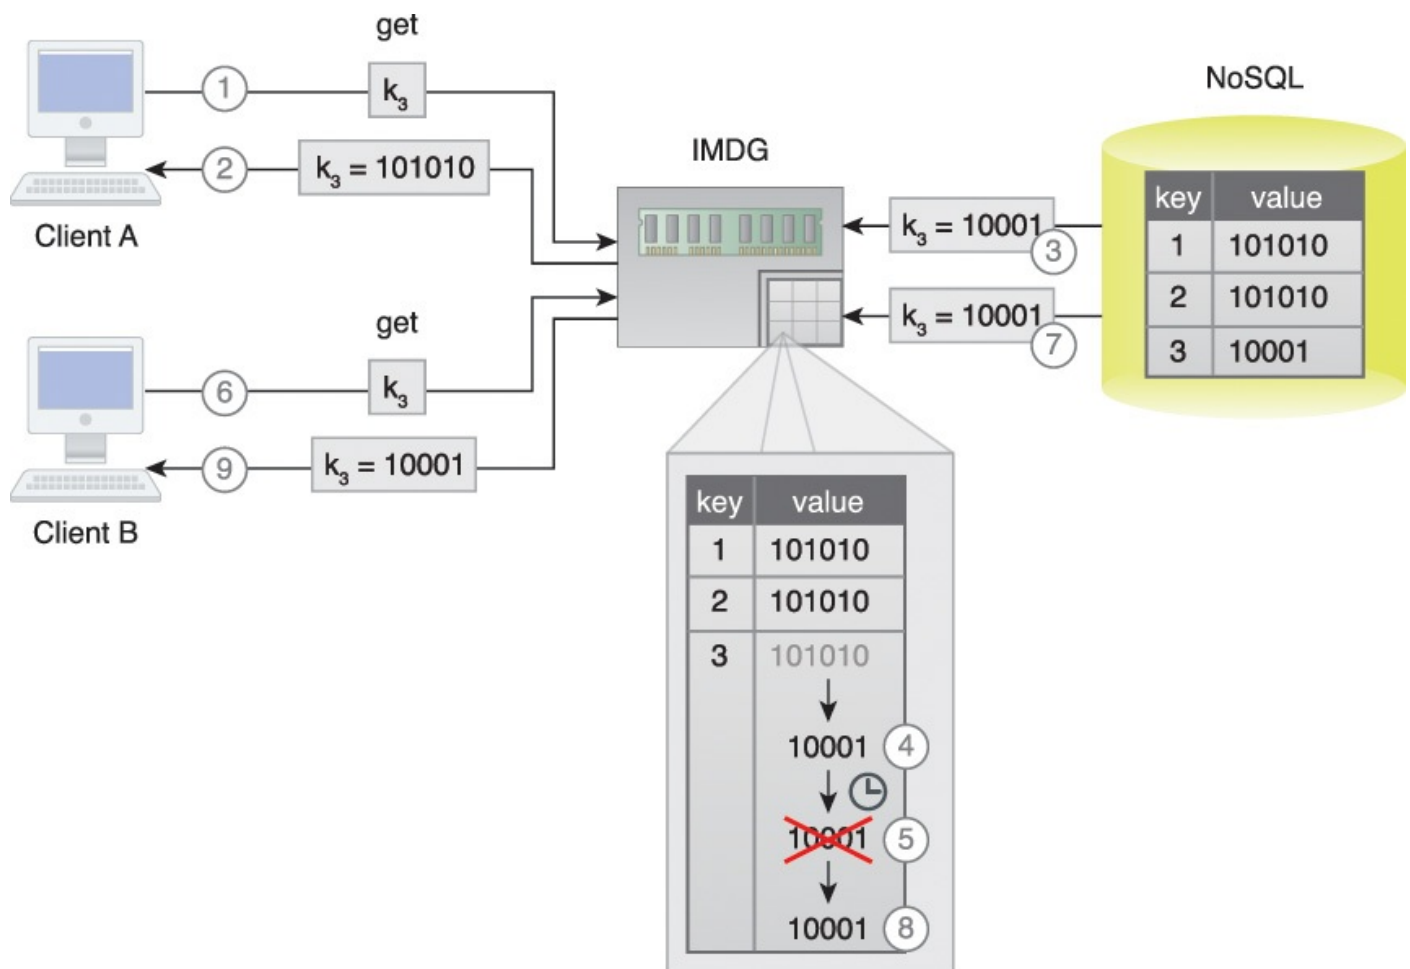 get
1
k3
2
k3 = 101010
Client A
IMDG
NoSQL
key value
1 101010
2 101010
3 10001
k3 = 10001
3
k3 = 10001
7
get
6
k3
9
k3 = 10001
Client B
key value
1 101010
2 101010
3 101010
10001 4
10001 5
10001 8